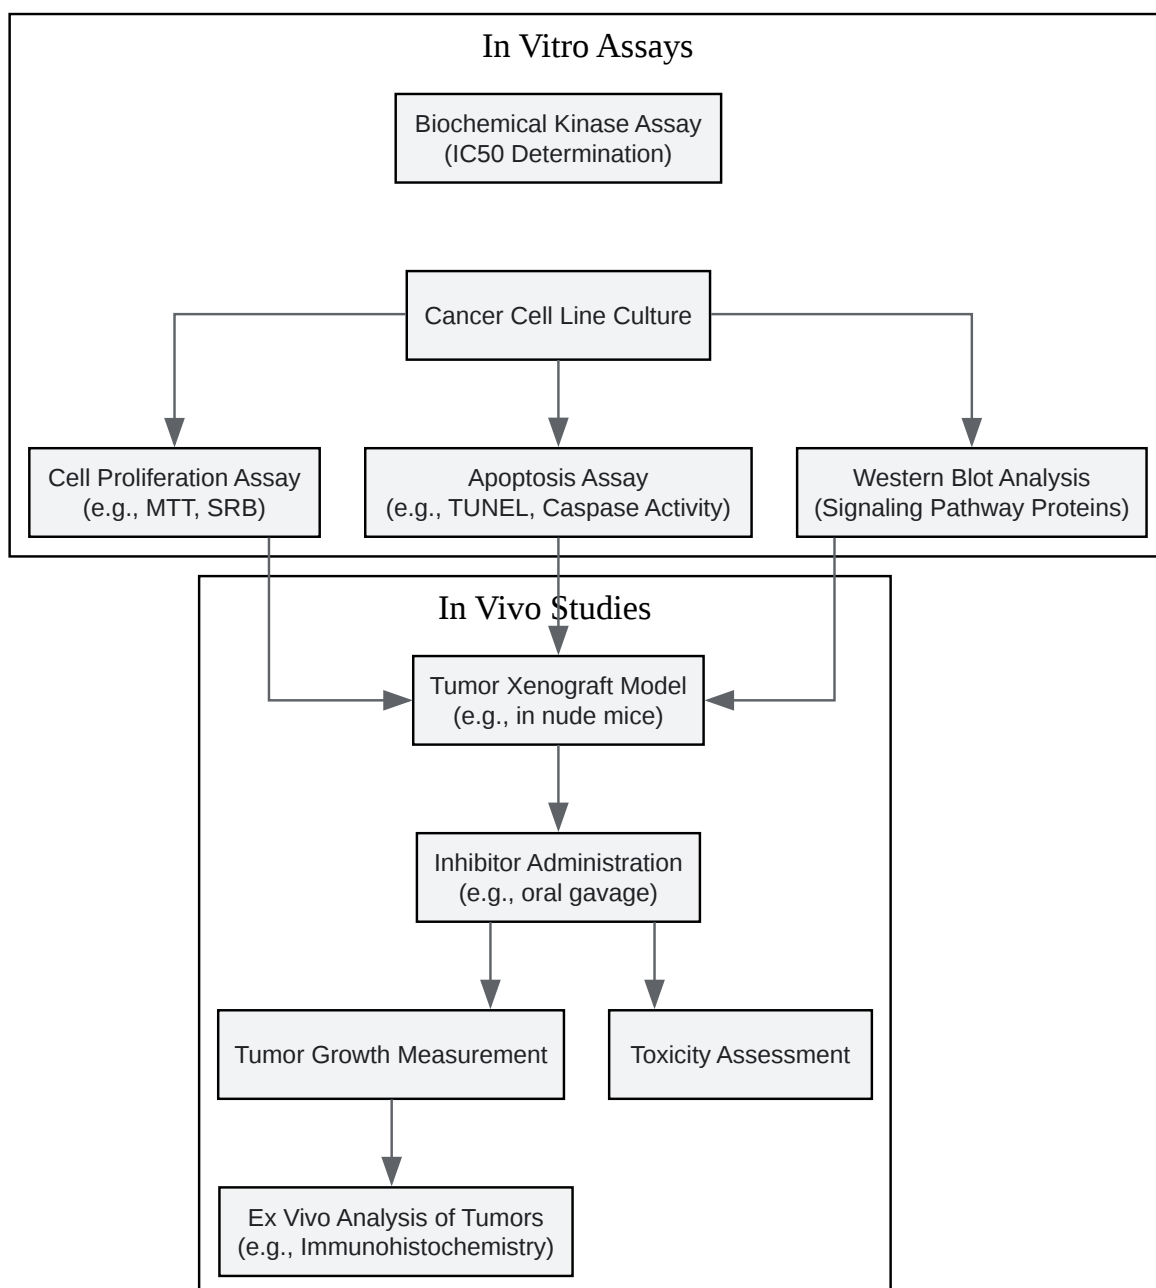 In Vitro Assays
Biochemical Kinase Assay
(IC50 Determination)
Cancer Cell Line Culture
Cell Proliferation Assay
(e.g., MTT, SRB)
Apoptosis Assay
(e.g., TUNEL, Caspase Activity)
Western Blot Analysis
(Signaling Pathway Proteins)
In Vivo Studies
Tumor Xenograft Model
(e.g., in nude mice)
Inhibitor Administration
(e.g., oral gavage)
Tumor Growth Measurement
Toxicity Assessment
Ex Vivo Analysis of Tumors
(e.g., Immunohistochemistry)